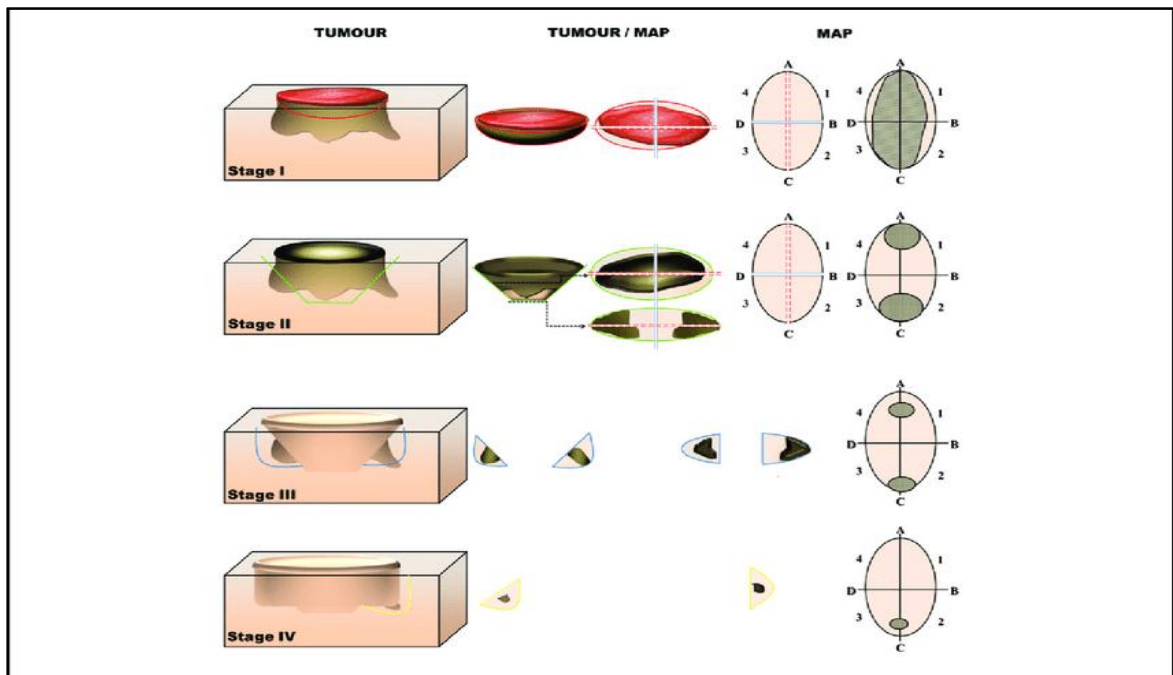 TUMOUR TUMOUR / MAP MAP
A A
4 1 4 1
D B D B
3 2 3 2
Stage I
C C
A A
4 1 4 1
D B D B
3 2 3 2
Stage II
C C
A
4 1
D B
3 2
Stage III
C
A
4 1
D B
3 2
Stage IV
C